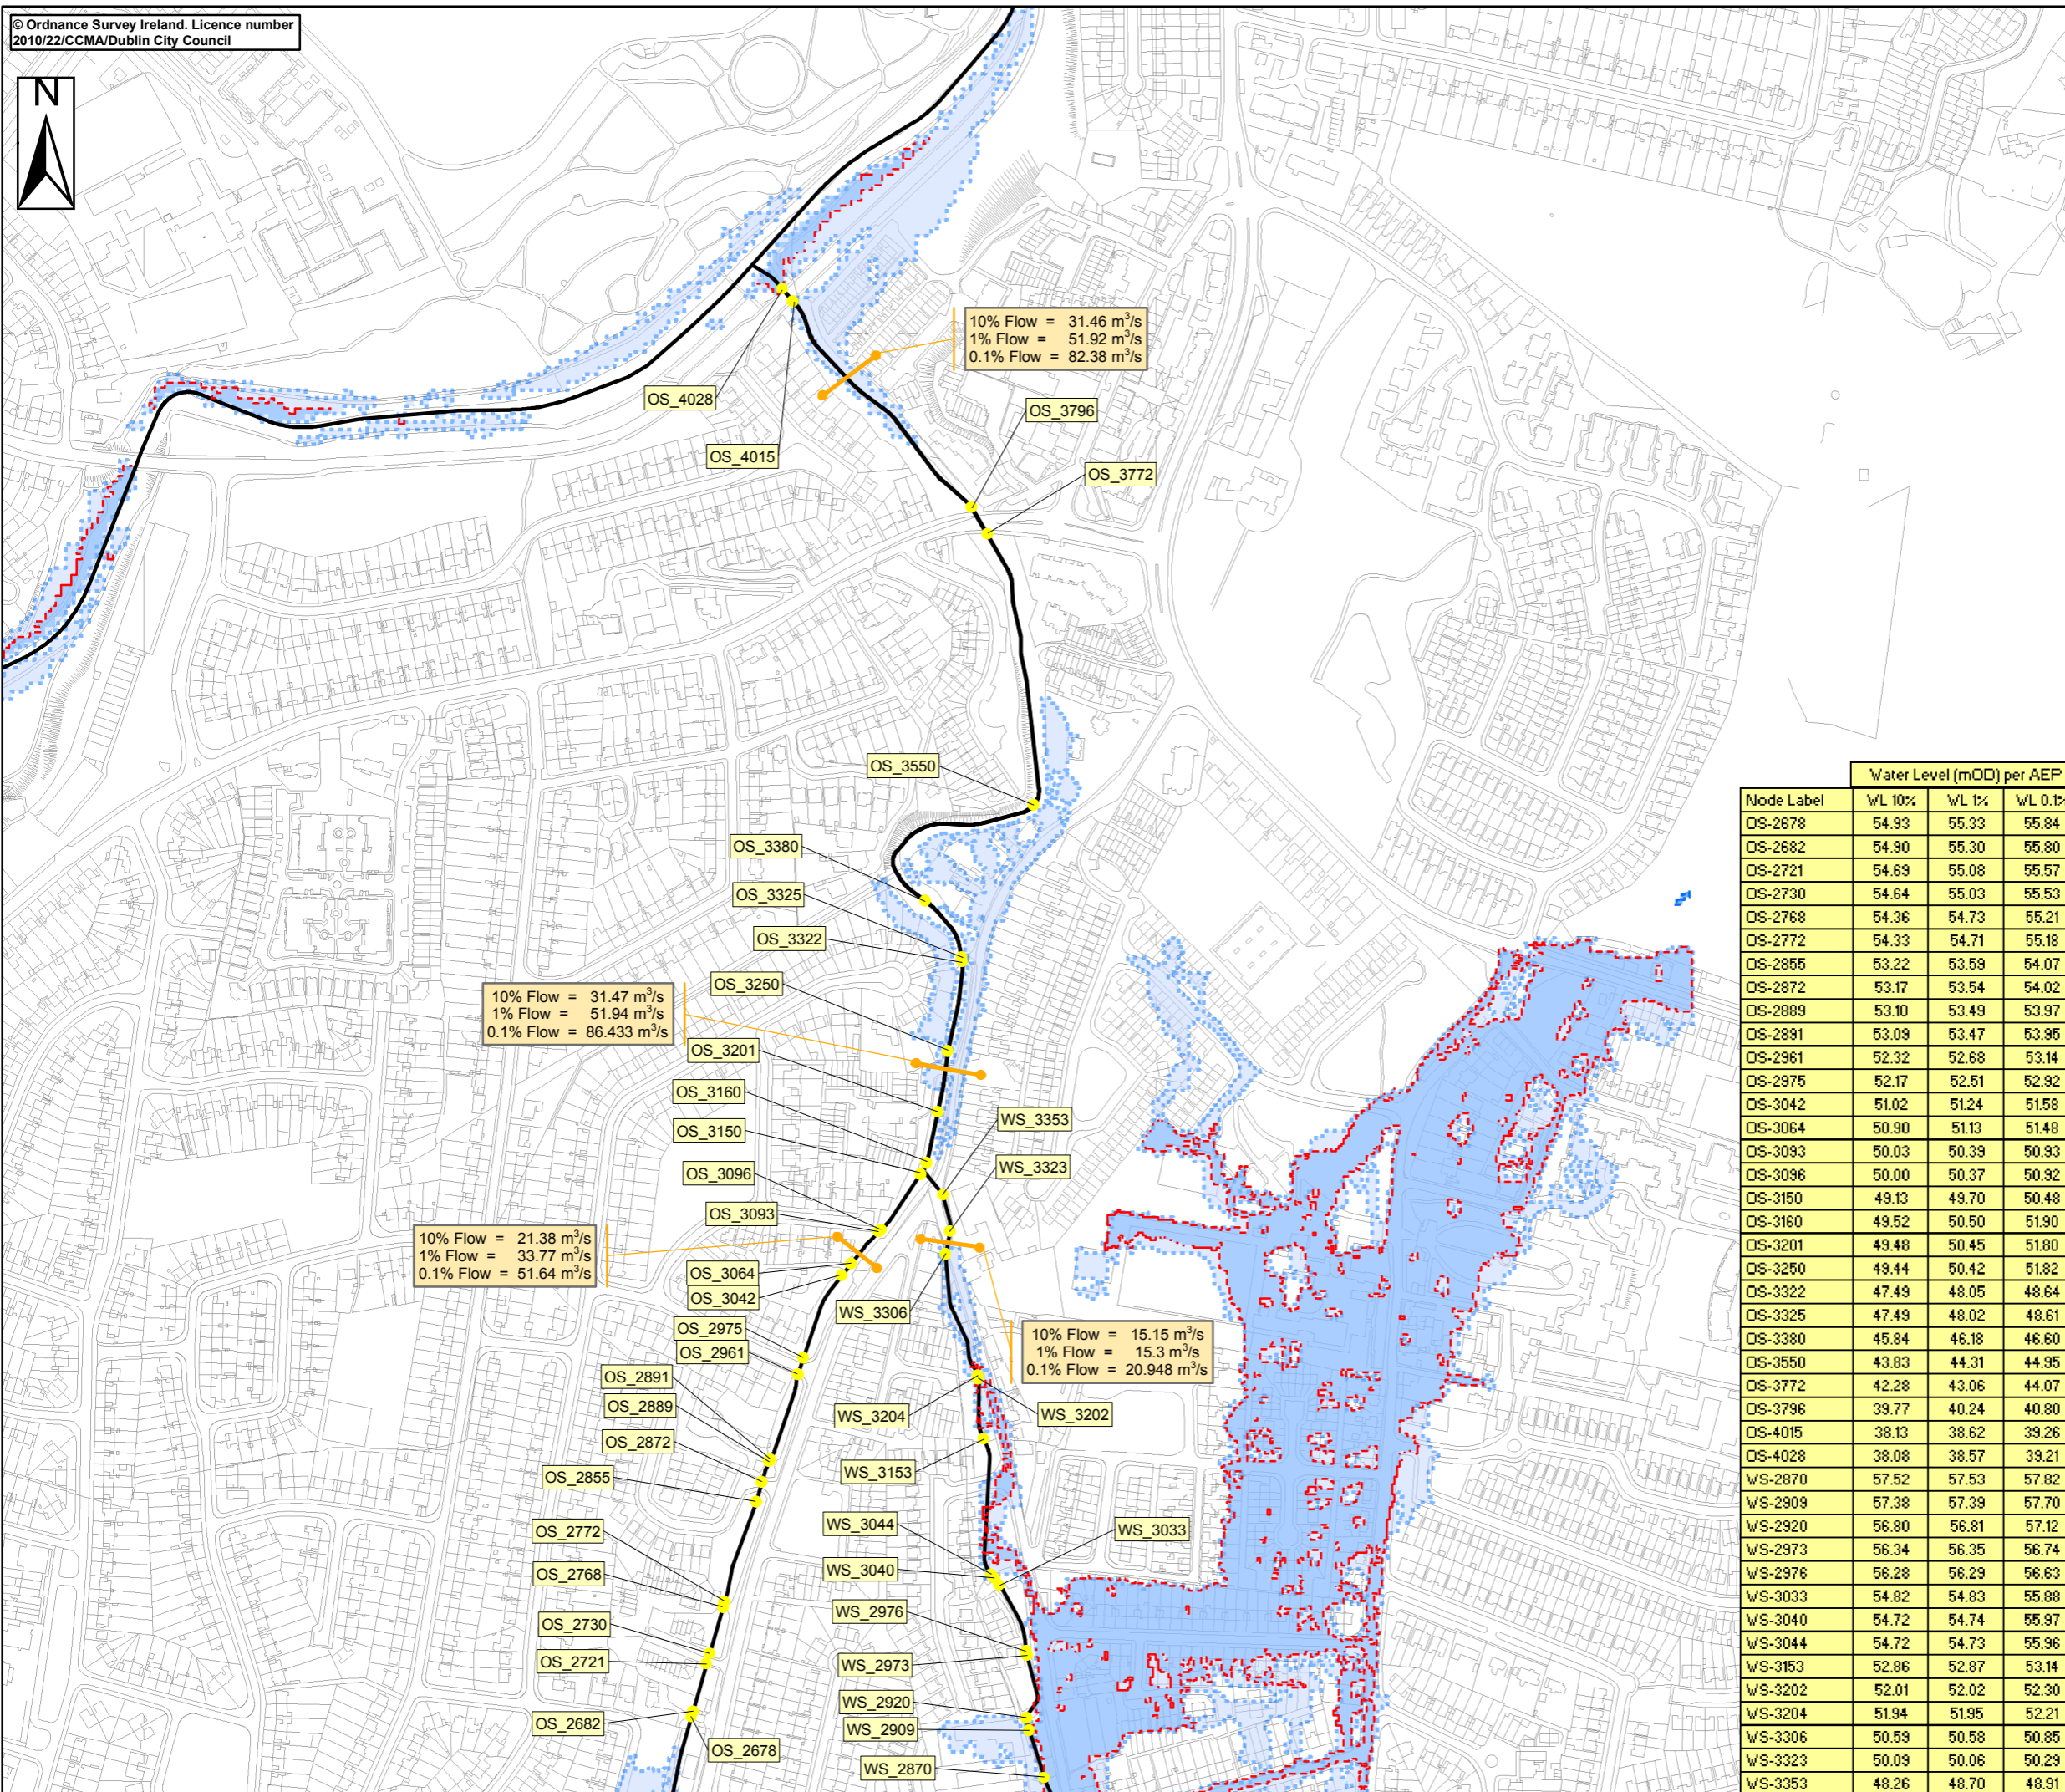 © Ordnance Survey Ireland. Licence number
2010/22/CCMA/Dublin City Council
N
10% Flow = 31.46 m³/s
1% Flow = 51.92 m³/s
0.1% Flow = 82.38 m³/s
OS_4028
OS_3796
OS_4015
OS_3772
OS_3550
OS_3380
OS_3325
OS_3322
OS_3250
10% Flow = 31.47 m³/s
1% Flow = 51.94 m³/s
0.1% Flow = 86.433 m³/s
OS_3201
OS_3160
WS_3353
OS_3150
WS_3323
OS_3096
OS_3093
10% Flow = 21.38 m³/s
1% Flow = 33.77 m³/s
0.1% Flow = 51.64 m³/s
OS_3064
OS_3042
WS_3306
OS_2975
OS_2961
10% Flow = 15.15 m³/s
1% Flow = 15.3 m³/s
0.1% Flow = 20.948 m³/s
OS_2891
OS_2889
WS_3204
WS_3202
OS_2872
WS_3153
OS_2855
OS_2772
WS_3044
WS_3033
OS_2768
WS_3040
OS_2730
WS_2976
OS_2721
WS_2973
WS_2920
OS_2682
WS_2909
OS_2678
WS_2870
Water Level (mOD) per AEP
Node Label WL 10% WL 1% WL 0.1%
OS-2678 54.93 55.33 55.84
OS-2682 54.90 55.30 55.80
OS-2721 54.69 55.08 55.57
OS-2730 54.64 55.03 55.53
OS-2768 54.36 54.73 55.21
OS-2772 54.33 54.71 55.18
OS-2855 53.22 53.59 54.07
OS-2872 53.17 53.54 54.02
OS-2889 53.10 53.49 53.97
OS-2891 53.09 53.47 53.95
OS-2961 52.32 52.68 53.14
OS-2975 52.17 52.51 52.92
OS-3042 51.02 51.24 51.58
OS-3064 50.90 51.13 51.48
OS-3093 50.03 50.39 50.93
OS-3096 50.00 50.37 50.92
OS-3150 49.13 49.70 50.48
OS-3160 49.52 50.50 51.90
OS-3201 49.48 50.45 51.80
OS-3250 49.44 50.42 51.82
OS-3322 47.49 48.05 48.64
OS-3325 47.49 48.02 48.61
OS-3380 45.84 46.18 46.60
OS-3550 43.83 44.31 44.95
OS-3772 42.28 43.06 44.07
OS-3796 39.77 40.24 40.80
OS-4015 38.13 38.62 39.26
OS-4028 38.08 38.57 39.21
WS-2870 57.52 57.53 57.82
WS-2909 57.38 57.39 57.70
WS-2920 56.80 56.81 57.12
WS-2973 56.34 56.35 56.74
WS-2976 56.28 56.29 56.63
WS-3033 54.82 54.83 55.88
WS-3040 54.72 54.74 55.97
WS-3044 54.72 54.73 55.96
WS-3153 52.86 52.87 53.14
WS-3202 52.01 52.02 52.30
WS-3204 51.94 51.95 52.21
WS-3306 50.59 50.58 50.85
WS-3323 50.09 50.06 50.29
WS-3353 48.26 48.70 48.91